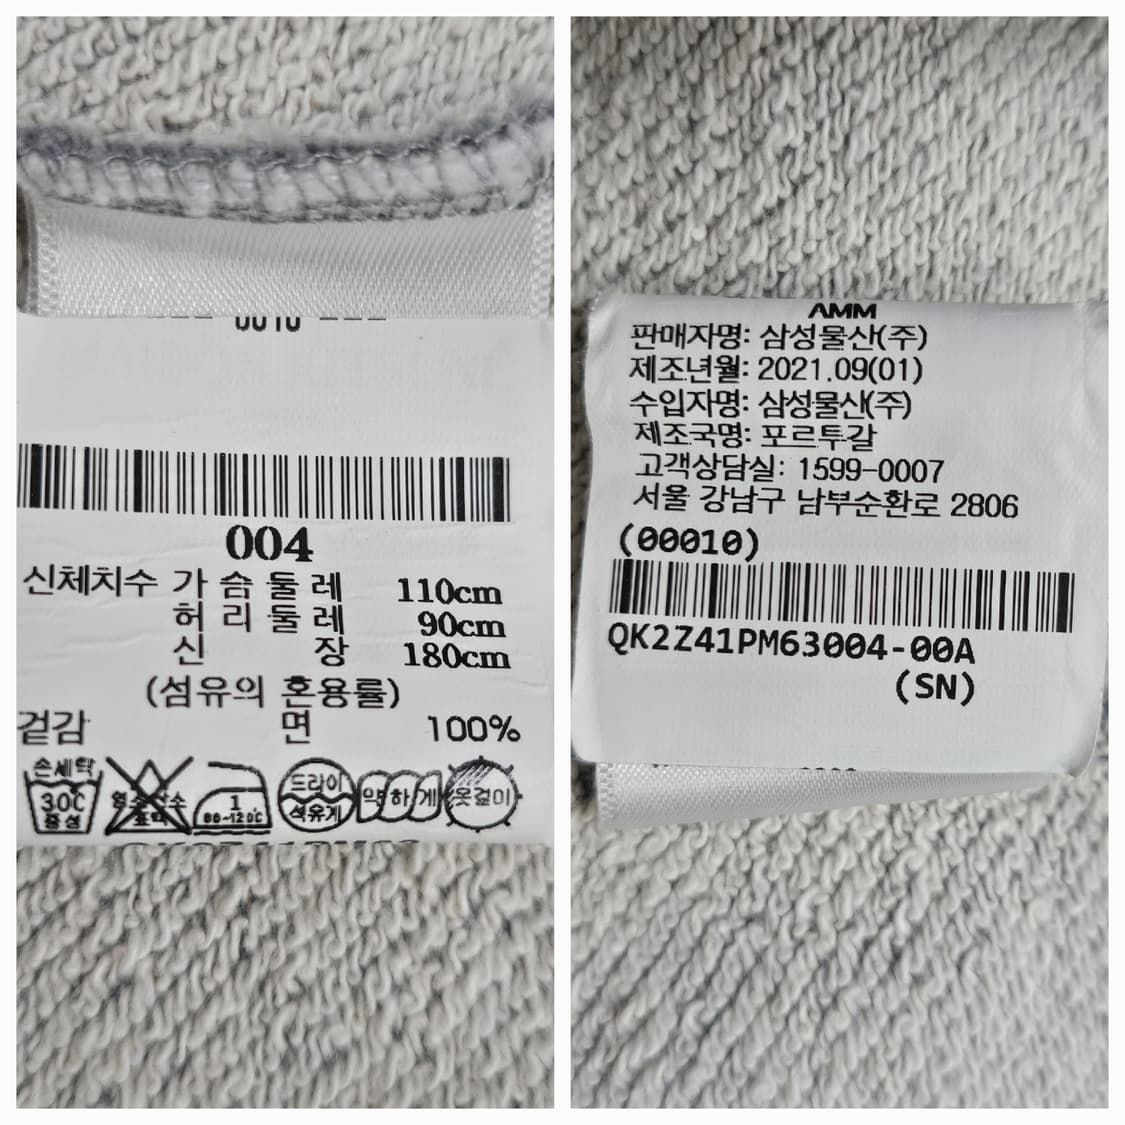 004
신체치수 가 슴 둘 레 110cm
허 리 둘 레 90cm
신 장 180cm
(섬유의 혼용률)
겉감 면 100%
손세탁
30℃
중성
염소표백
1
80~120℃
드라이
석유계
약하게
옷걸이
AMM
판매자명: 삼성물산(주)
제조년월: 2021.09(01)
수입자명: 삼성물산(주)
제조국명: 포르투갈
고객상담실: 1599-0007
서울 강남구 남부순환로 2806
(00010)
QK2Z41PM63004-00A
(SN)